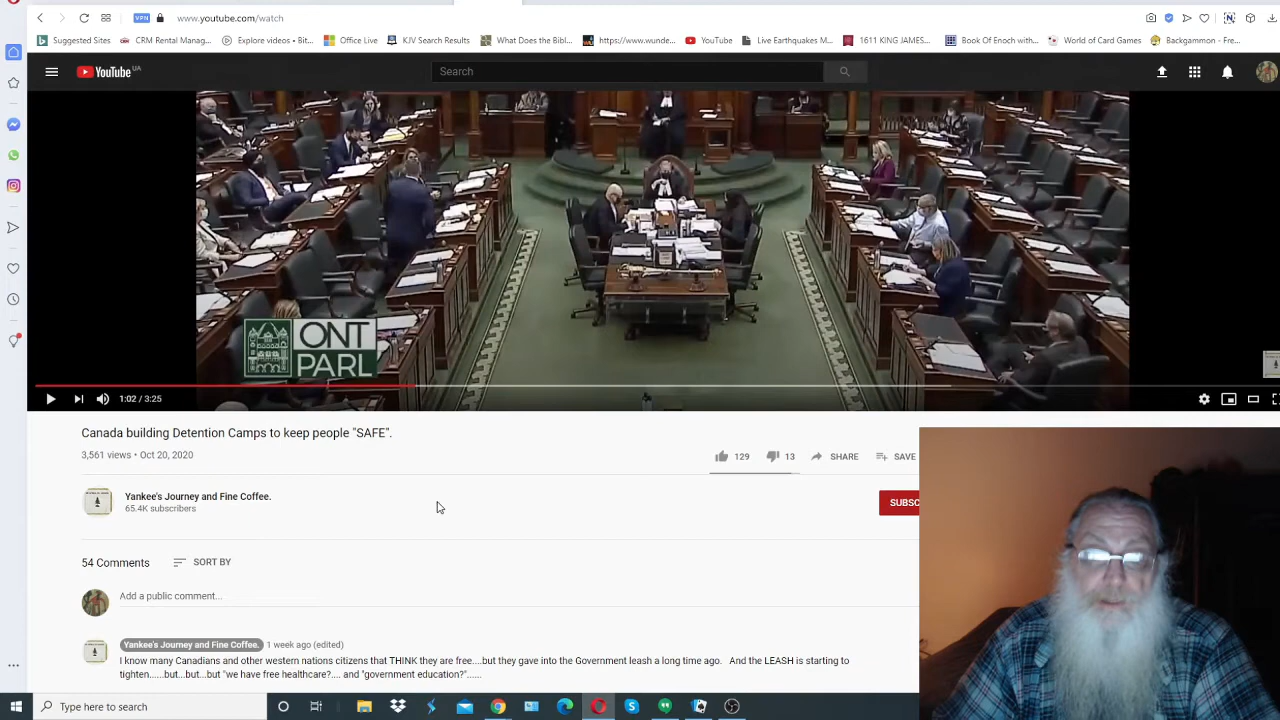 VPN
www.youtube.com/watch
Suggested Sites
CRM Rental Manag...
Explore videos • Bit...
Office Live
KJV Search Results
What Does the Bibl...
https://www.wunde...
YouTube
Live Earthquakes M...
1611 KING JAMES...
Book Of Enoch with...
World of Card Games
Backgammon - Fre...
YouTube UA
Search
ONT
PARL
1:02 / 3:25
Canada building Detention Camps to keep people "SAFE".
3,561 views • Oct 20, 2020
129
13
SHARE
SAVE
Yankee's Journey and Fine Coffee.
65.4K subscribers
SUBSC
54 Comments
SORT BY
Add a public comment...
Yankee's Journey and Fine Coffee. 1 week ago (edited)
I know many Canadians and other western nations citizens that THINK they are free....but they gave into the Government leash a long time ago. And the LEASH is starting to
tighten......but...but...but "we have free healthcare?.... and "government education?"......
Type here to search